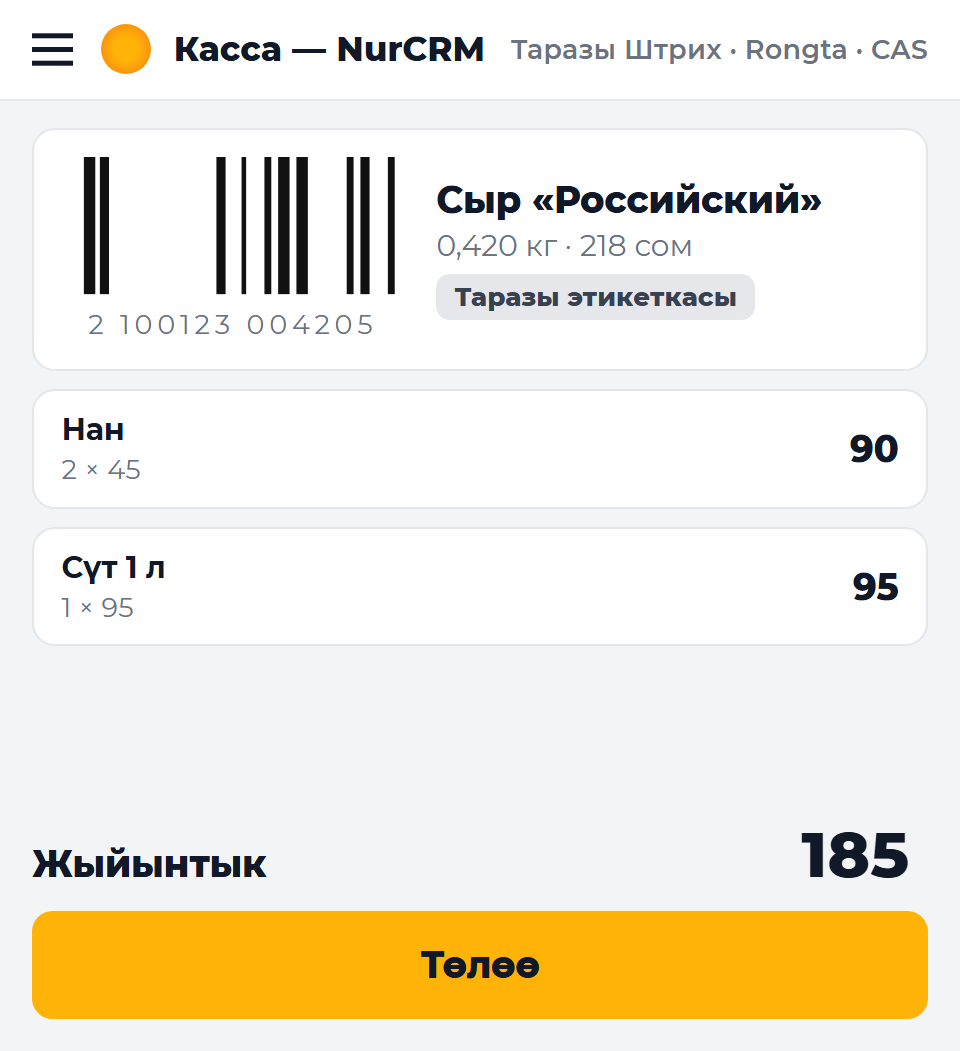 Касса — NurCRM
Таразы Штрих · Rongta · CAS
2 100123 004205
Сыр «Российский»
0,420 кг · 218 сом
Таразы этикеткасы
Нан
2 × 45
90
Сүт 1 л
1 × 95
95
Жыйынтык
185
Төлөө